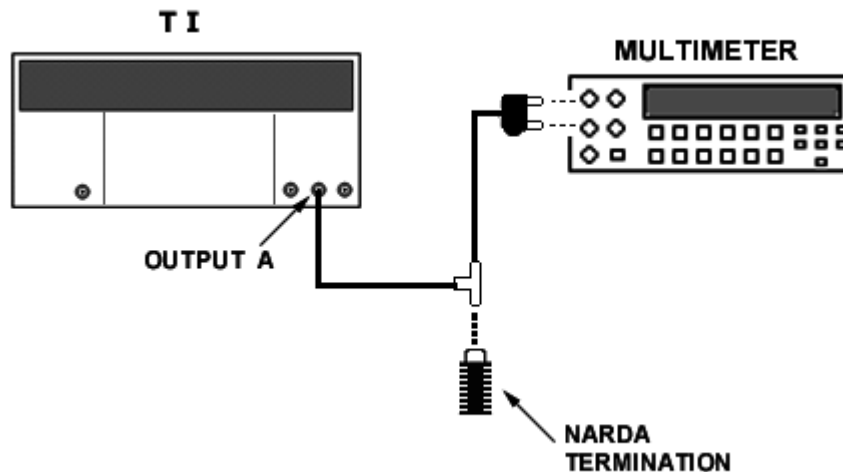 T I
MULTIMETER
OUTPUT A
NARDA
TERMINATION